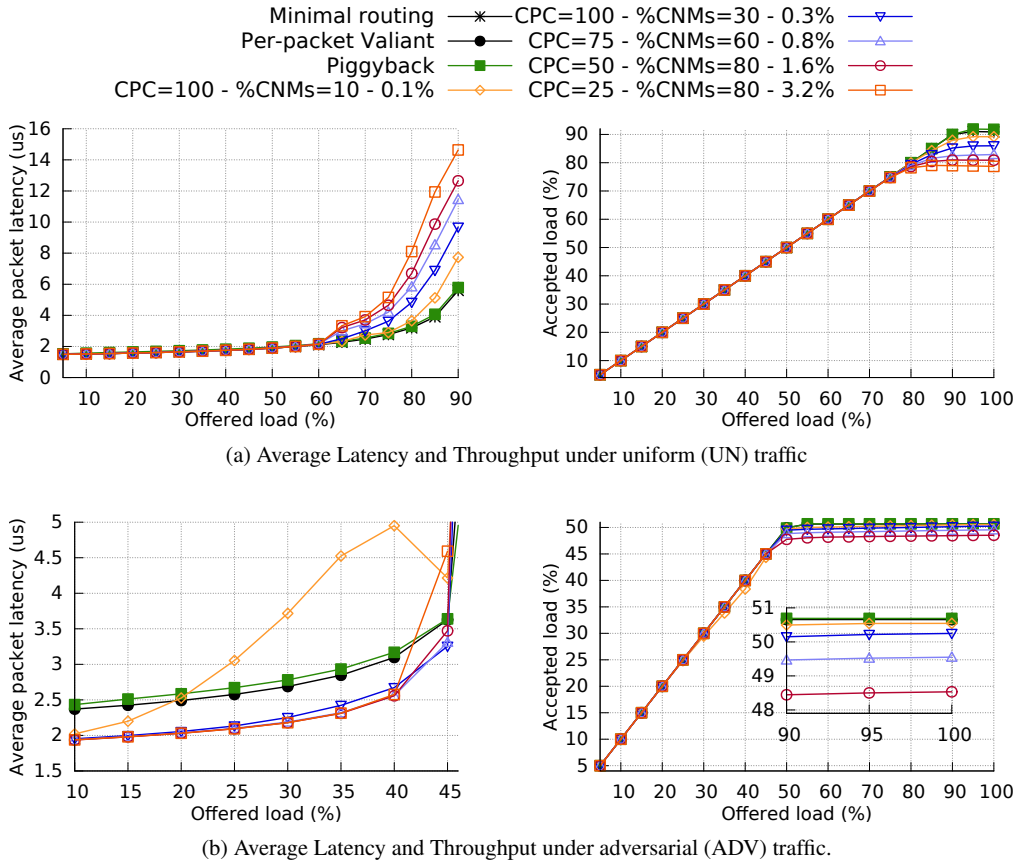 Minimal routing
Per-packet Valiant
Piggyback
CPC=100 - %CNMs=10 - 0.1%
CPC=100 - %CNMs=30 - 0.3%
CPC=75 - %CNMs=60 - 0.8%
CPC=50 - %CNMs=80 - 1.6%
CPC=25 - %CNMs=80 - 3.2%
Average packet latency (us)
16
14
12
10
8
6
4
2
0
10 20 30 40 50 60 70 80 90
Offered load (%)
Accepted load (%)
90
80
70
60
50
40
30
20
10
10 20 30 40 50 60 70 80 90 100
Offered load (%)
(a) Average Latency and Throughput under uniform (UN) traffic
Average packet latency (us)
5
4.5
4
3.5
3
2.5
2
1.5
10 15 20 25 30 35 40 45
Offered load (%)
Accepted load (%)
50
45
40
35
30
25
20
15
10
5
10 20 30 40 50 60 70 80 90 100
Offered load (%)
51
50
49
48
90 95 100
(b) Average Latency and Throughput under adversarial (ADV) traffic.